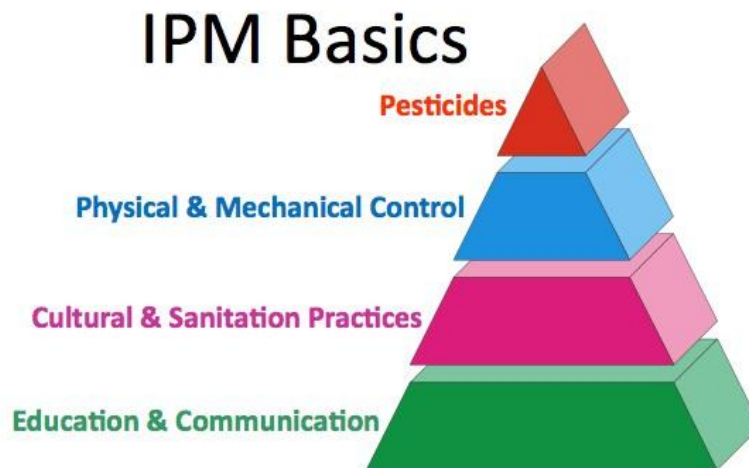 IPM Basics
Pesticides
Physical & Mechanical Control
Cultural & Sanitation Practices
Education & Communication